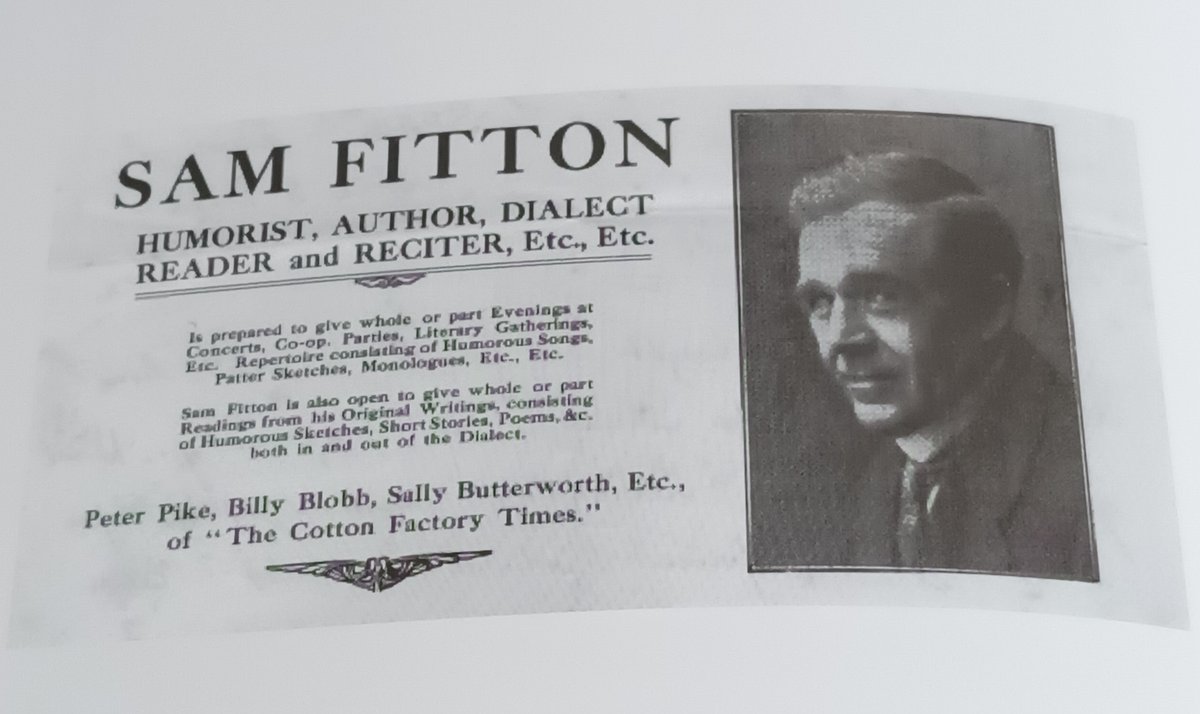 SAM FITTON
HUMORIST, AUTHOR, DIALECT
READER and RECITER, Etc., Etc.
Is prepared to give whole or part Evenings at
Concerts, Co-op. Parties, Literary Gatherings,
Etc. Repertoire consisting of Humorous Songs,
Patter Sketches, Monologues, Etc., Etc.
Sam Fitton is also open to give whole or part
Readings from his Original Writings, consisting
of Humorous Sketches, Short Stories, Poems, &c.
both in and out of the Dialect.
Peter Pike, Billy Blobb, Sally Butterworth, Etc.,
of "The Cotton Factory Times."